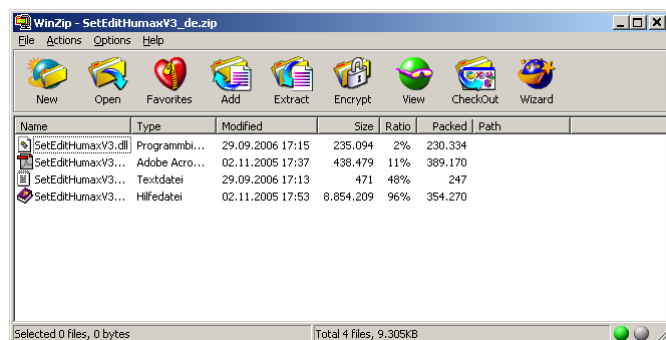 WinZip - SetEditHumaxV3_de.zip
File Actions Options Help
New Open Favorites Add Extract Encrypt View CheckOut Wizard
Name Type Modified Size Ratio Packed Path
SetEditHumaxV3.dll Programmbi... 29.09.2006 17:15 235.094 2% 230.334
SetEditHumaxV3... Adobe Acro... 02.11.2005 17:37 438.479 11% 389.170
SetEditHumaxV3... Textdatei 29.09.2006 17:13 471 48% 247
SetEditHumaxV3... Hilfedatei 02.11.2005 17:53 8.854.209 96% 354.270
Selected 0 files, 0 bytes Total 4 files, 9.305KB